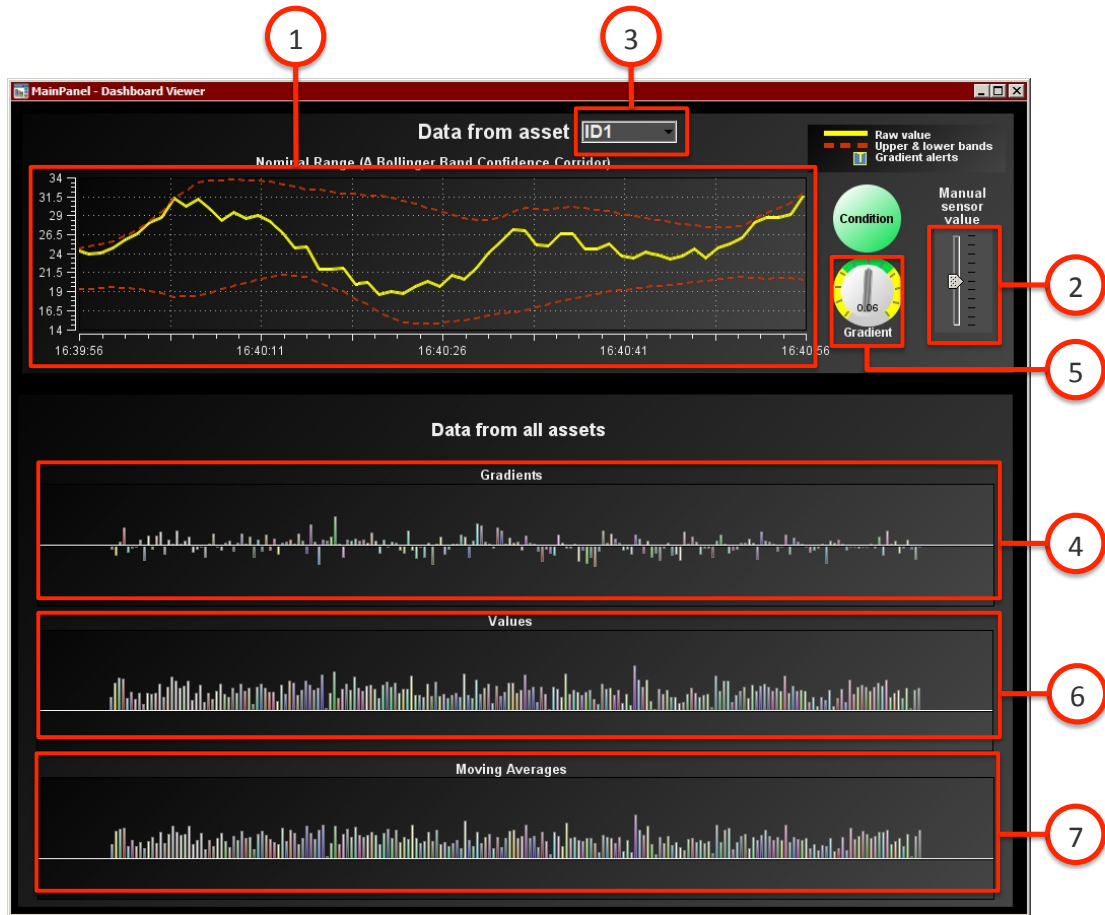 1
3
MainPanel - Dashboard Viewer
Data from asset ID1
Nominal Range (A Bollinger Band Confidence Corridor)
Raw value
Upper & lower bands
Gradient alerts
34
31.5
29
26.5
24
21.5
19
16.5
14
16:39:56
16:40:11
16:40:26
16:40:41
16:40:56
Condition
0.06
Gradient
Manual
sensor
value
2
5
Data from all assets
Gradients
4
Values
6
Moving Averages
7